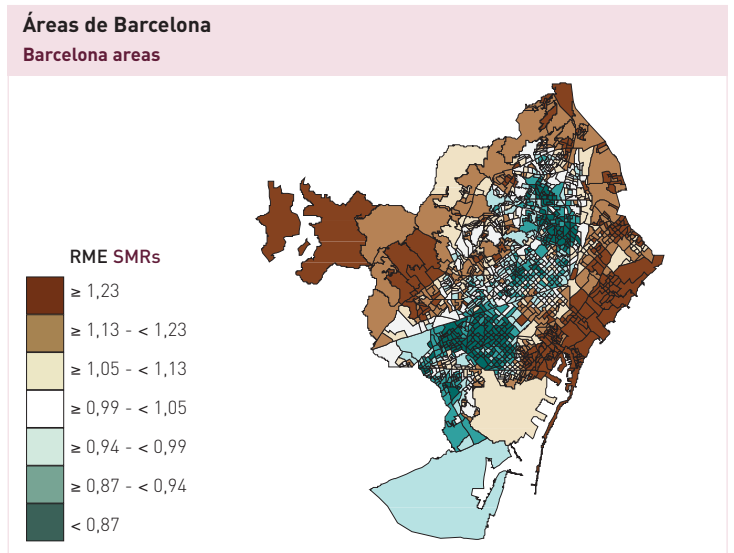 Áreas de Barcelona
Barcelona areas
RME SMRs
≥ 1,23
≥ 1,13 - < 1,23
≥ 1,05 - < 1,13
≥ 0,99 - < 1,05
≥ 0,94 - < 0,99
≥ 0,87 - < 0,94
< 0,87